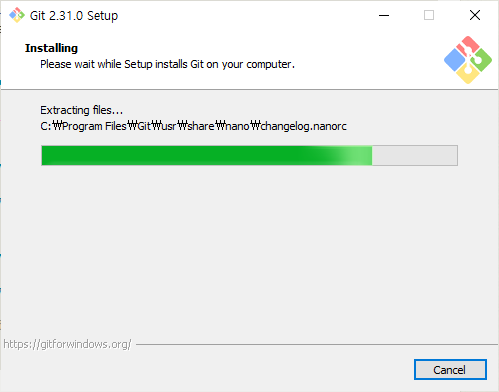 Git 2.31.0 Setup
Installing
Please wait while Setup installs Git on your computer.
Extracting files...
C:₩Program Files₩Git₩usr₩share₩nano₩changelog.nanorc
https://gitforwindows.org/
Cancel